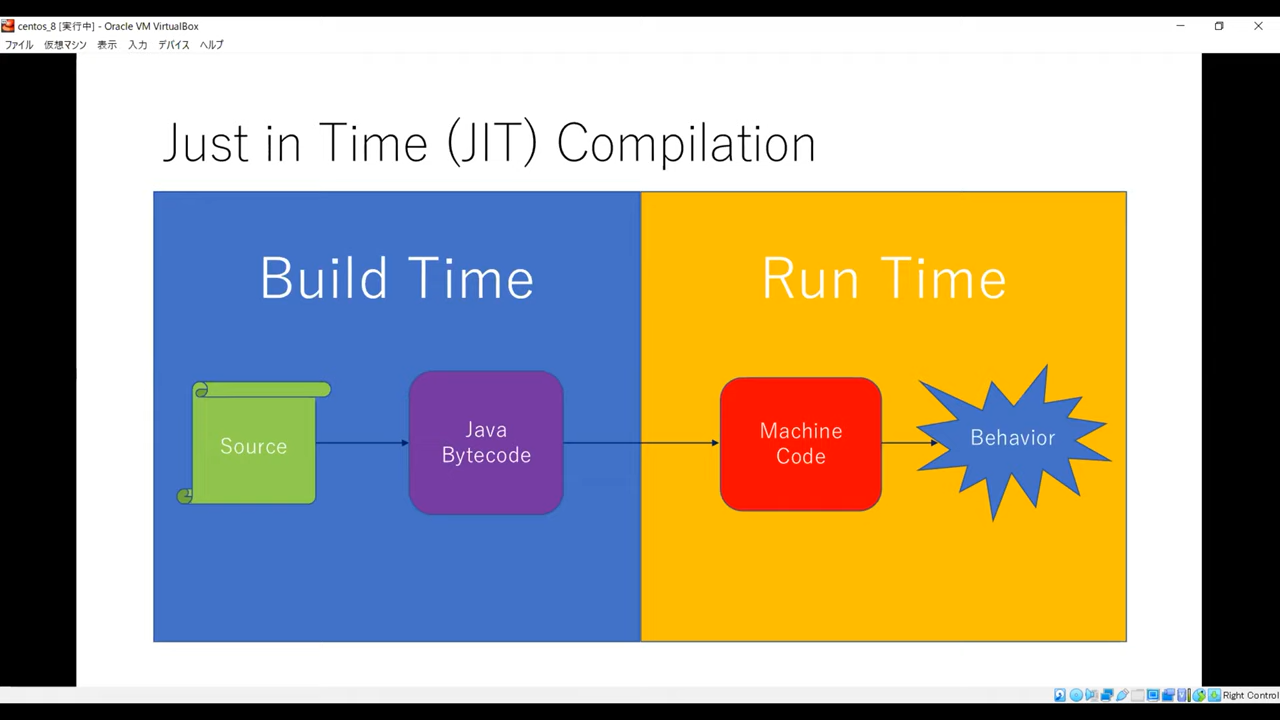 centos_8 [実行中] - Oracle VM VirtualBox
ファイル 仮想マシン 表示 入力 デバイス ヘルプ
Just in Time (JIT) Compilation
Build Time
Run Time
Source
Java
Bytecode
Machine
Code
Behavior
Right Control